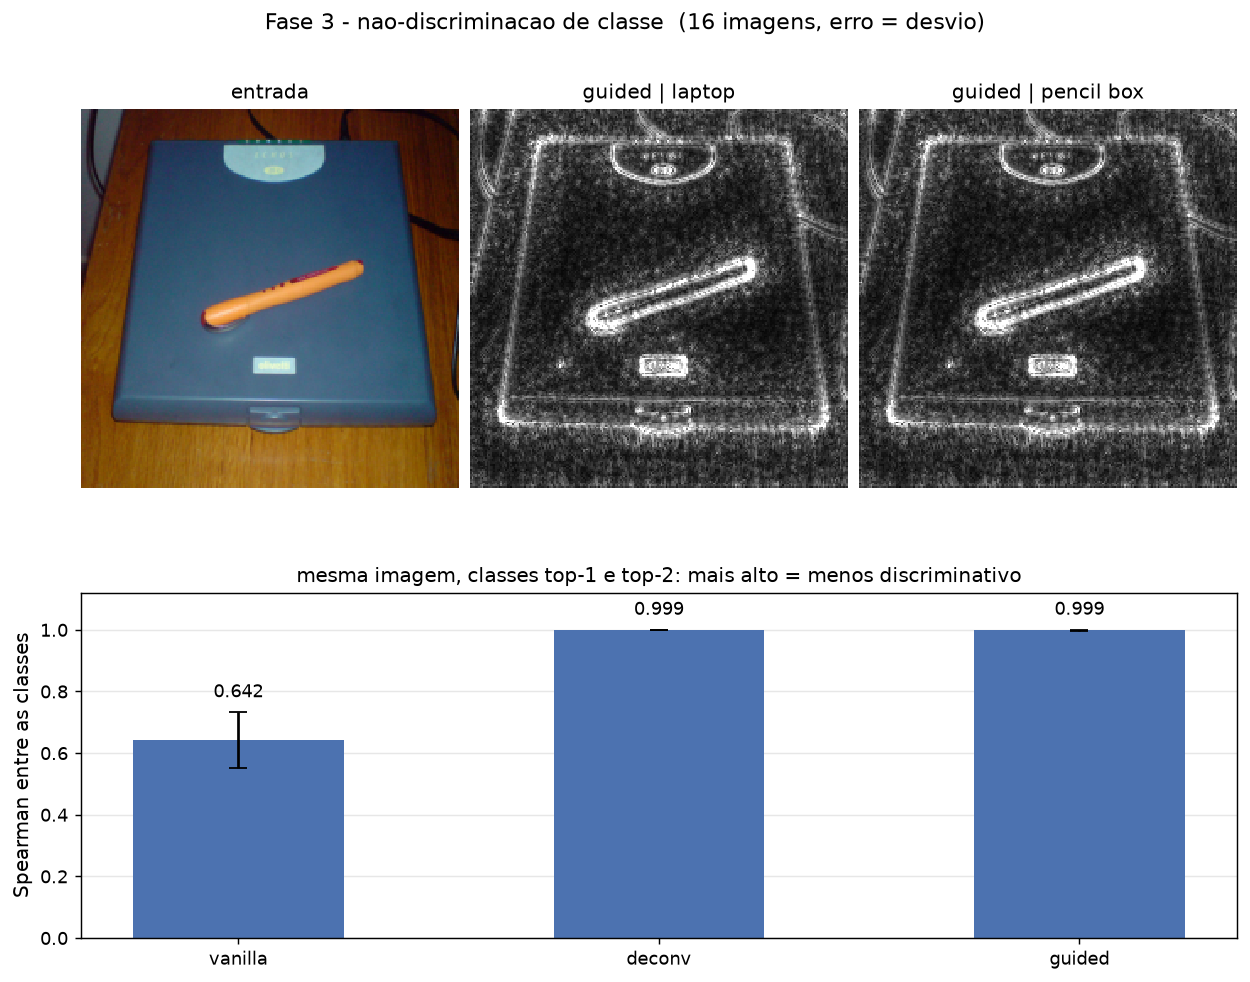 Fase 3 - nao-discriminacao de classe  (16 imagens, erro = desvio)
entrada
guided | laptop
guided | pencil box
mesma imagem, classes top-1 e top-2: mais alto = menos discriminativo
Spearman entre as classes
1.0
0.8
0.6
0.4
0.2
0.0
0.642
0.999
0.999
vanilla
deconv
guided